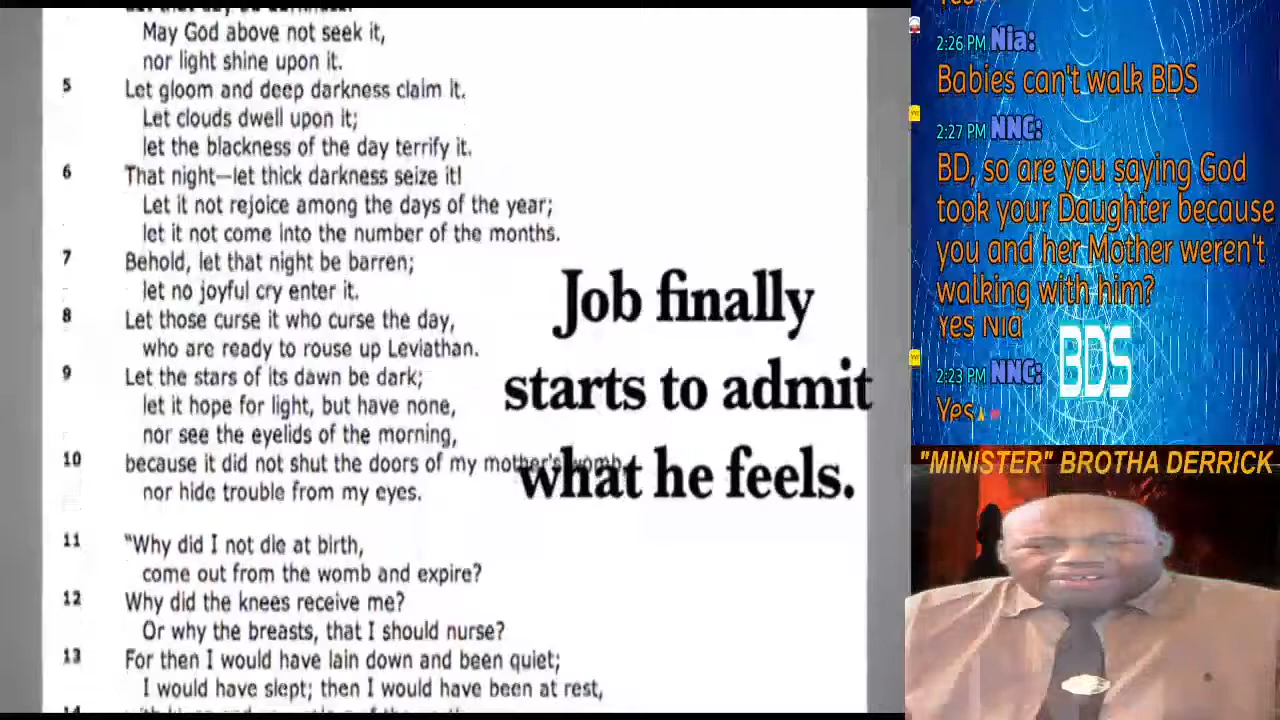 May God above not seek it,
nor light shine upon it.
5 Let gloom and deep darkness claim it.
Let clouds dwell upon it;
let the blackness of the day terrify it.
6 That night—let thick darkness seize it!
Let it not rejoice among the days of the year;
let it not come into the number of the months.
7 Behold, let that night be barren;
let no joyful cry enter it.
8 Let those curse it who curse the day,
who are ready to rouse up Leviathan.
9 Let the stars of its dawn be dark;
let it hope for light, but have none,
nor see the eyelids of the morning,
10 because it did not shut the doors of my mother's womb,
nor hide trouble from my eyes.
11 "Why did I not die at birth,
come out from the womb and expire?
12 Why did the knees receive me?
Or why the breasts, that I should nurse?
13 For then I would have lain down and been quiet;
I would have slept; then I would have been at rest,
Job finally
starts to admit
what he feels.
Yes
2:26 PM Nia:
Babies can't walk BDS
2:27 PM NNC:
BD, so are you saying God
took your Daughter because
you and her Mother weren't
walking with him?
Yes Nia
2:23 PM NNC:
Yes
BDS
"MINISTER" BROTHA DERRICK